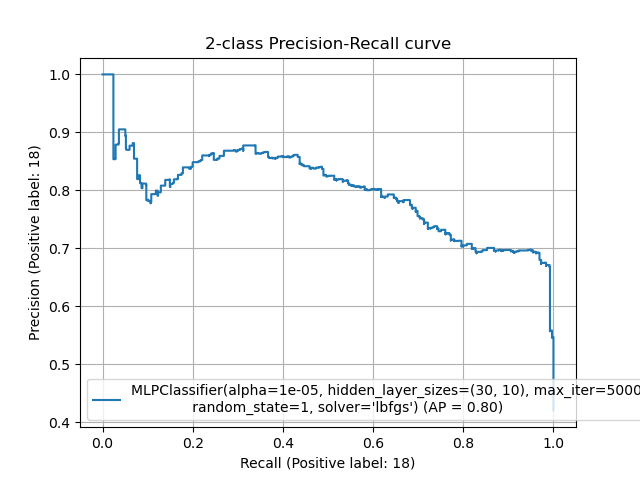 2-class Precision-Recall curve
1.0
0.9
0.8
0.7
0.6
0.5
0.4
Precision (Positive label: 18)
MLPClassifier(alpha=1e-05, hidden_layer_sizes=(30, 10), max_iter=5000
random_state=1, solver='lbfgs') (AP = 0.80)
0.0 0.2 0.4 0.6 0.8 1.0
Recall (Positive label: 18)